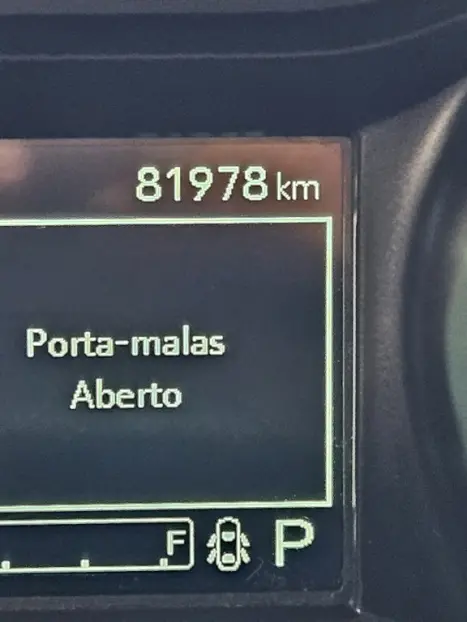 81978 km
Porta-malas
Aberto
F
P